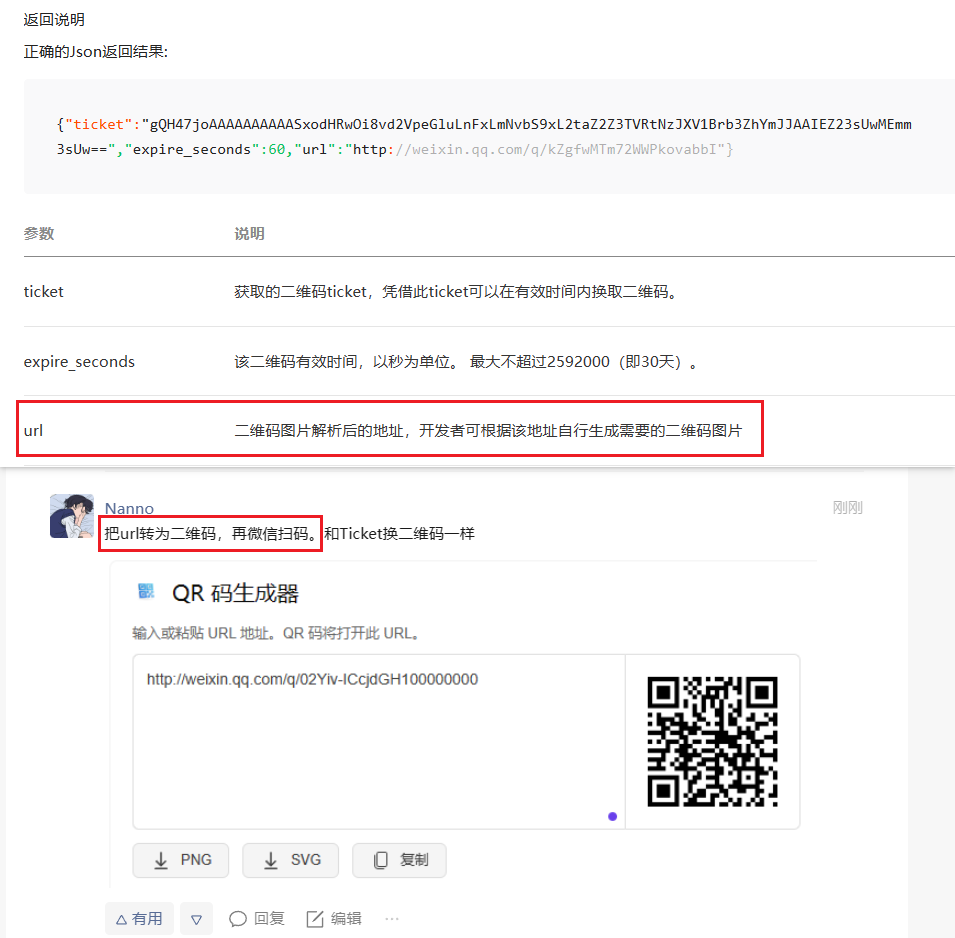 返回说明
正确的Json返回结果:
{"ticket":"gQH47joAAAAAAAAAASxodHRwOi8vd2VpeGluLnFxLmNvbS9xL2taZ2Z3TVRtNzJXV1Brb3ZhYmJJAAIEZ23sUwMEmm
3sUw==","expire_seconds":60,"url":"http://weixin.qq.com/q/kZgfwMTm72WWPkovabbI"}
参数 说明
ticket 获取的二维码ticket，凭借此ticket可以在有效时间内换取二维码。
expire_seconds 该二维码有效时间，以秒为单位。 最大不超过2592000（即30天）。
url 二维码图片解析后的地址，开发者可根据该地址自行生成需要的二维码图片
Nanno 刚刚
把url转为二维码，再微信扫码。和Ticket换二维码一样
QR 码生成器
输入或粘贴 URL 地址。QR 码将打开此 URL。
http://weixin.qq.com/q/02Yiv-ICcjdGH100000000
PNG SVG 复制
有用 回复 编辑 ···